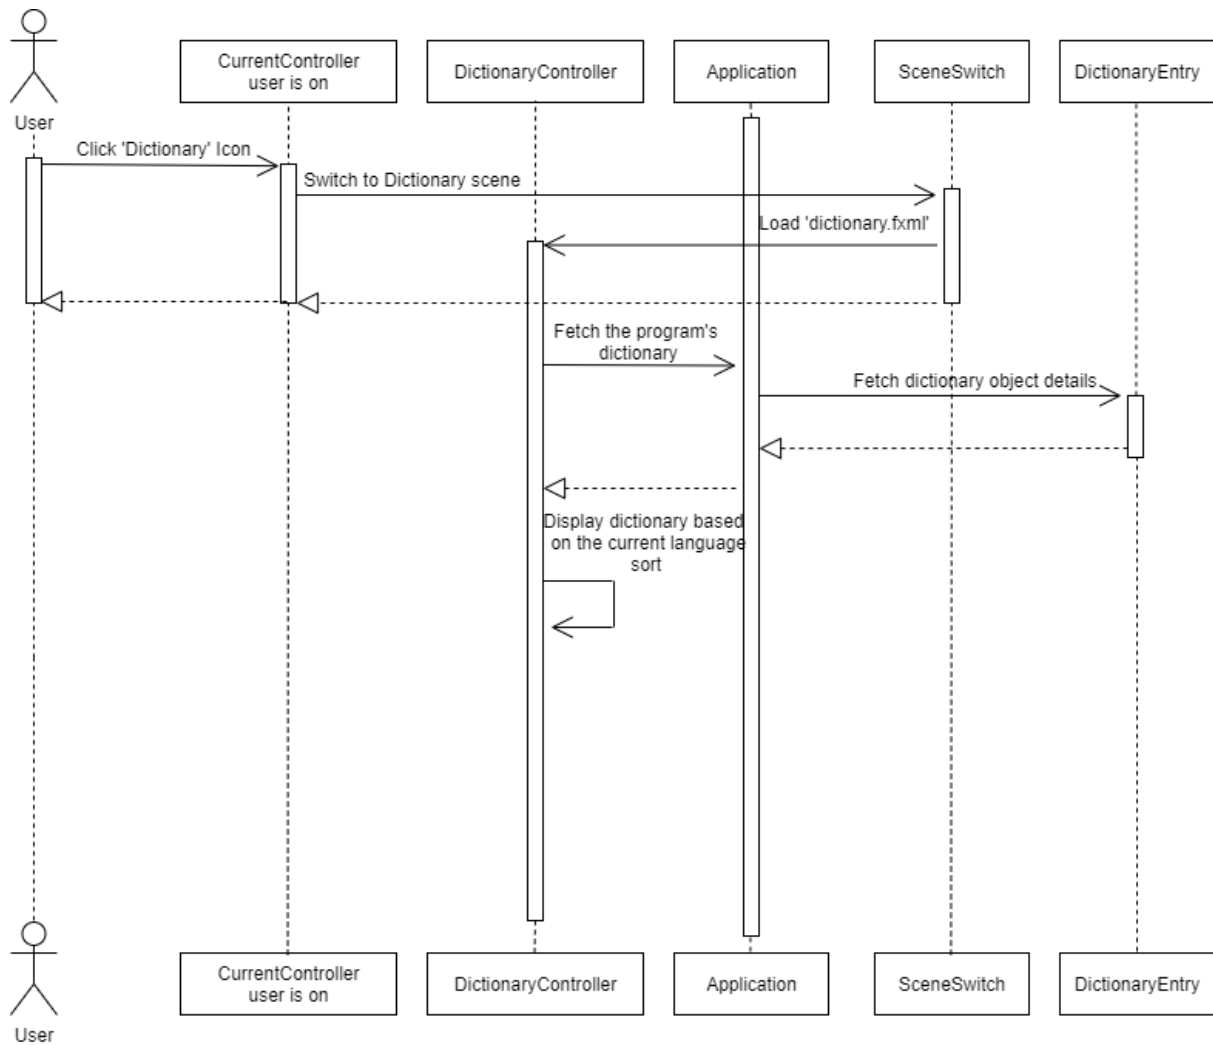 User
CurrentController
user is on
DictionaryController
Application
SceneSwitch
DictionaryEntry
Click 'Dictionary' Icon
Switch to Dictionary scene
Load 'dictionary.fxml'
Fetch the program's
dictionary
Fetch dictionary object details
Display dictionary based
on the current language
sort
User
CurrentController
user is on
DictionaryController
Application
SceneSwitch
DictionaryEntry